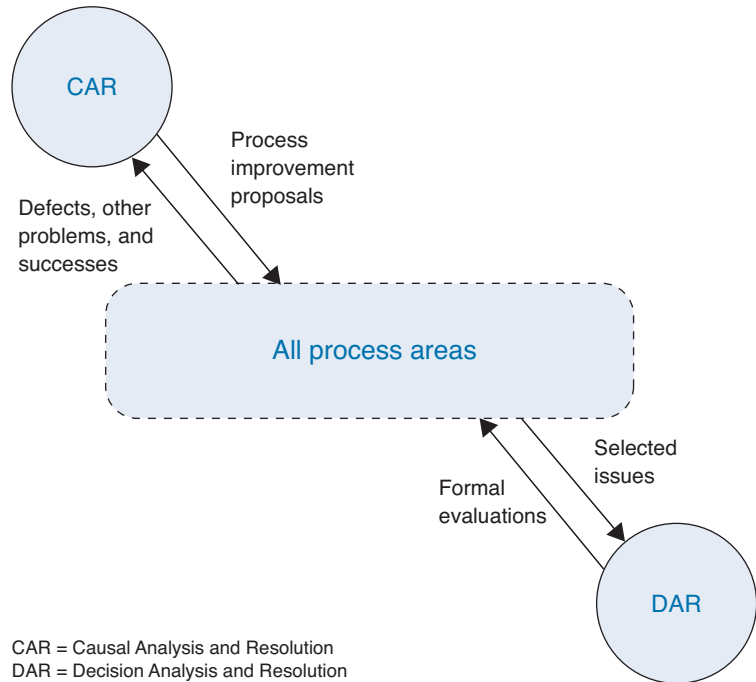 CAR
Process
improvement
proposals
Defects, other
problems, and
successes
All process areas
Selected
issues
Formal
evaluations
DAR
CAR = Causal Analysis and Resolution
DAR = Decision Analysis and Resolution